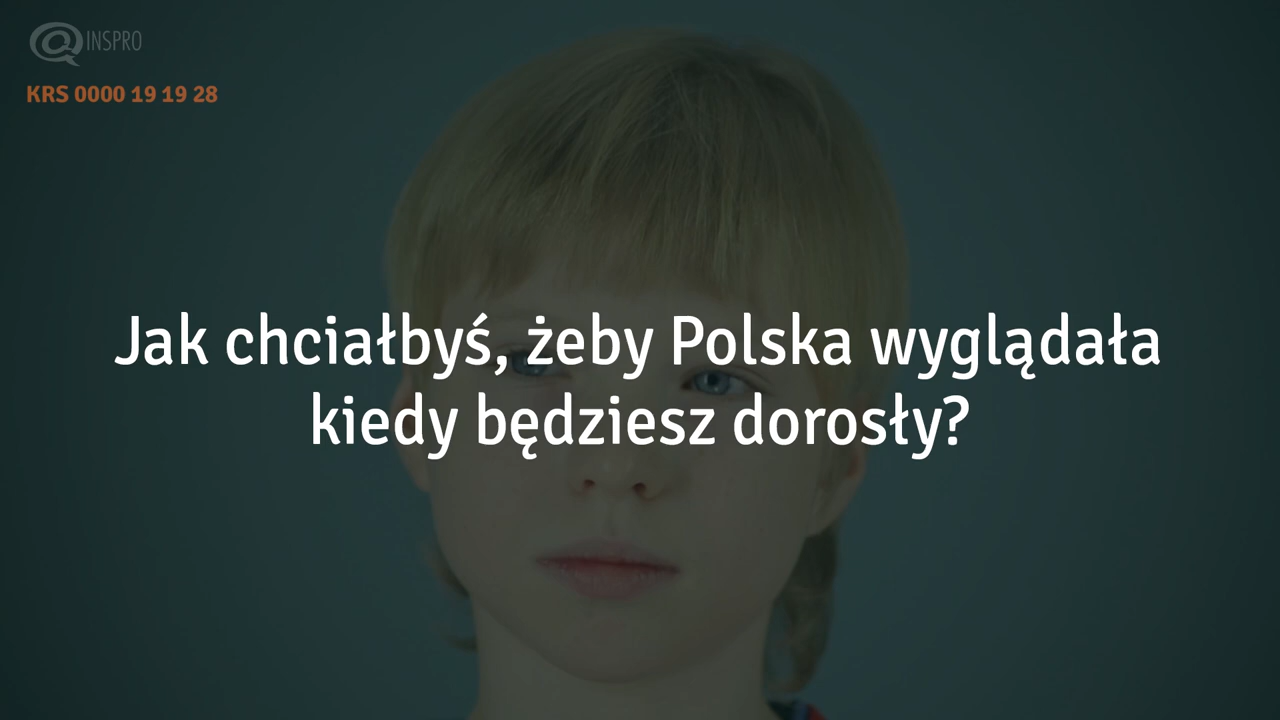 INSPRO
KRS 0000 19 19 28
Jak chciałbyś, żeby Polska wyglądała
kiedy będziesz dorosły?